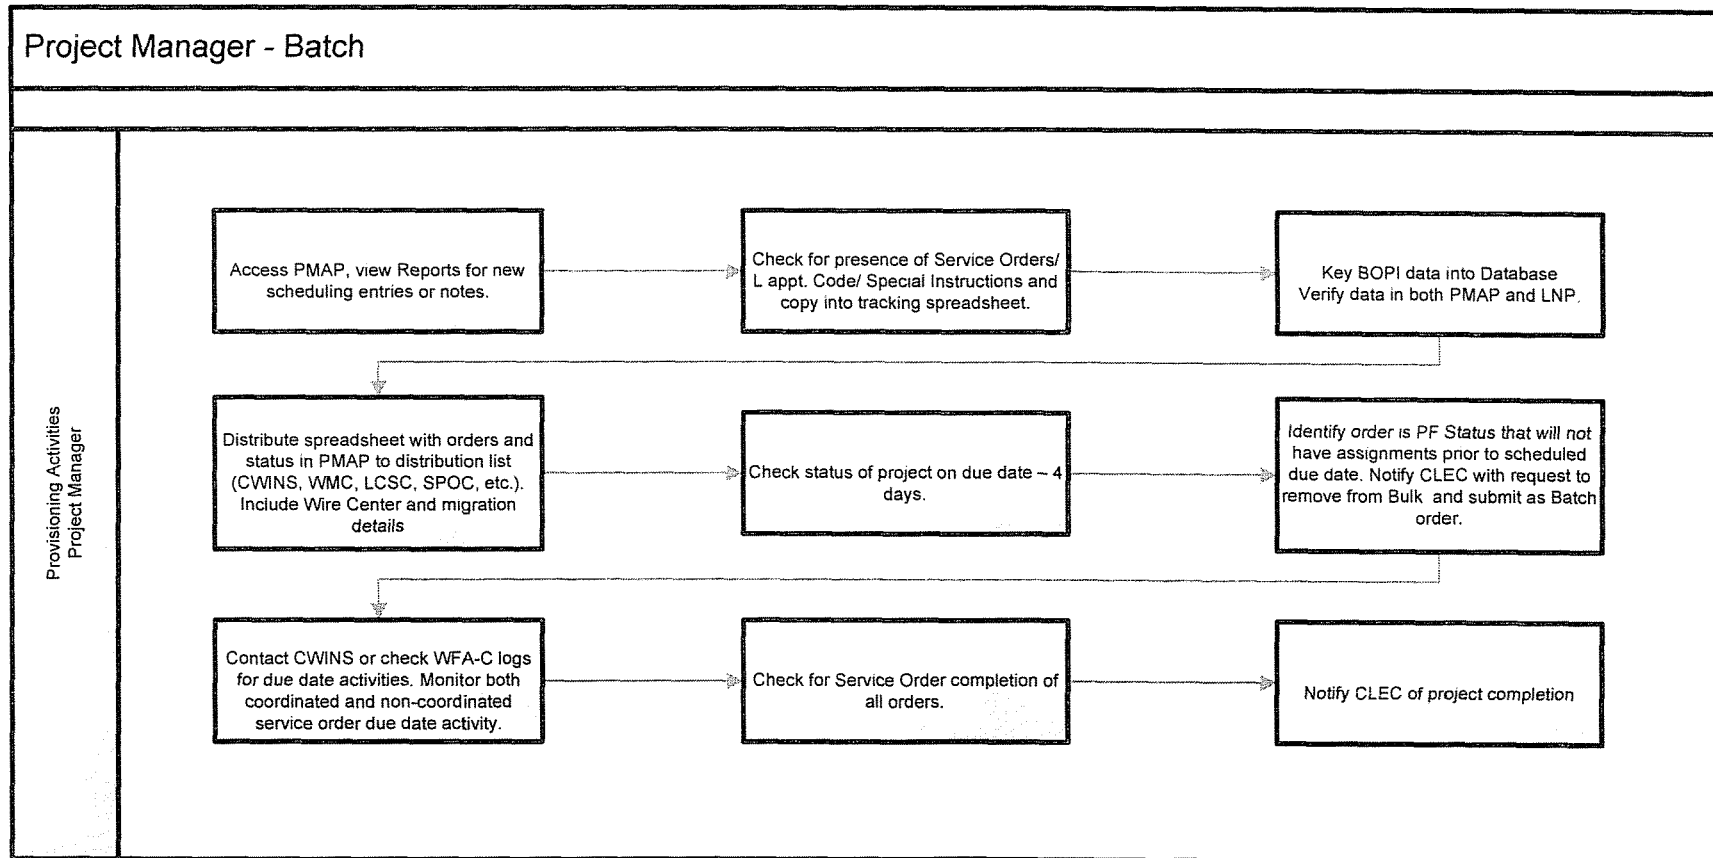 Project Manager - Batch
Provisioning Activities
Project Manager
Access PMAP, view Reports for new
scheduling entries or notes.
Check for presence of Service Orders/
L appt. Code/ Special Instructions and
copy into tracking spreadsheet.
Key BOPI data into Database
Verify data in both PMAP and LNP.
Distribute spreadsheet with orders and
status in PMAP to distribution list
(CWINS, WMC, LCSC, SPOC, etc.).
Include Wire Center and migration
details
Check status of project on due date – 4
days.
Identify order is PF Status that will not
have assignments prior to scheduled
due date. Notify CLEC with request to
remove from Bulk and submit as Batch
order.
Contact CWINS or check WFA-C logs
for due date activities. Monitor both
coordinated and non-coordinated
service order due date activity.
Check for Service Order completion of
all orders.
Notify CLEC of project completion